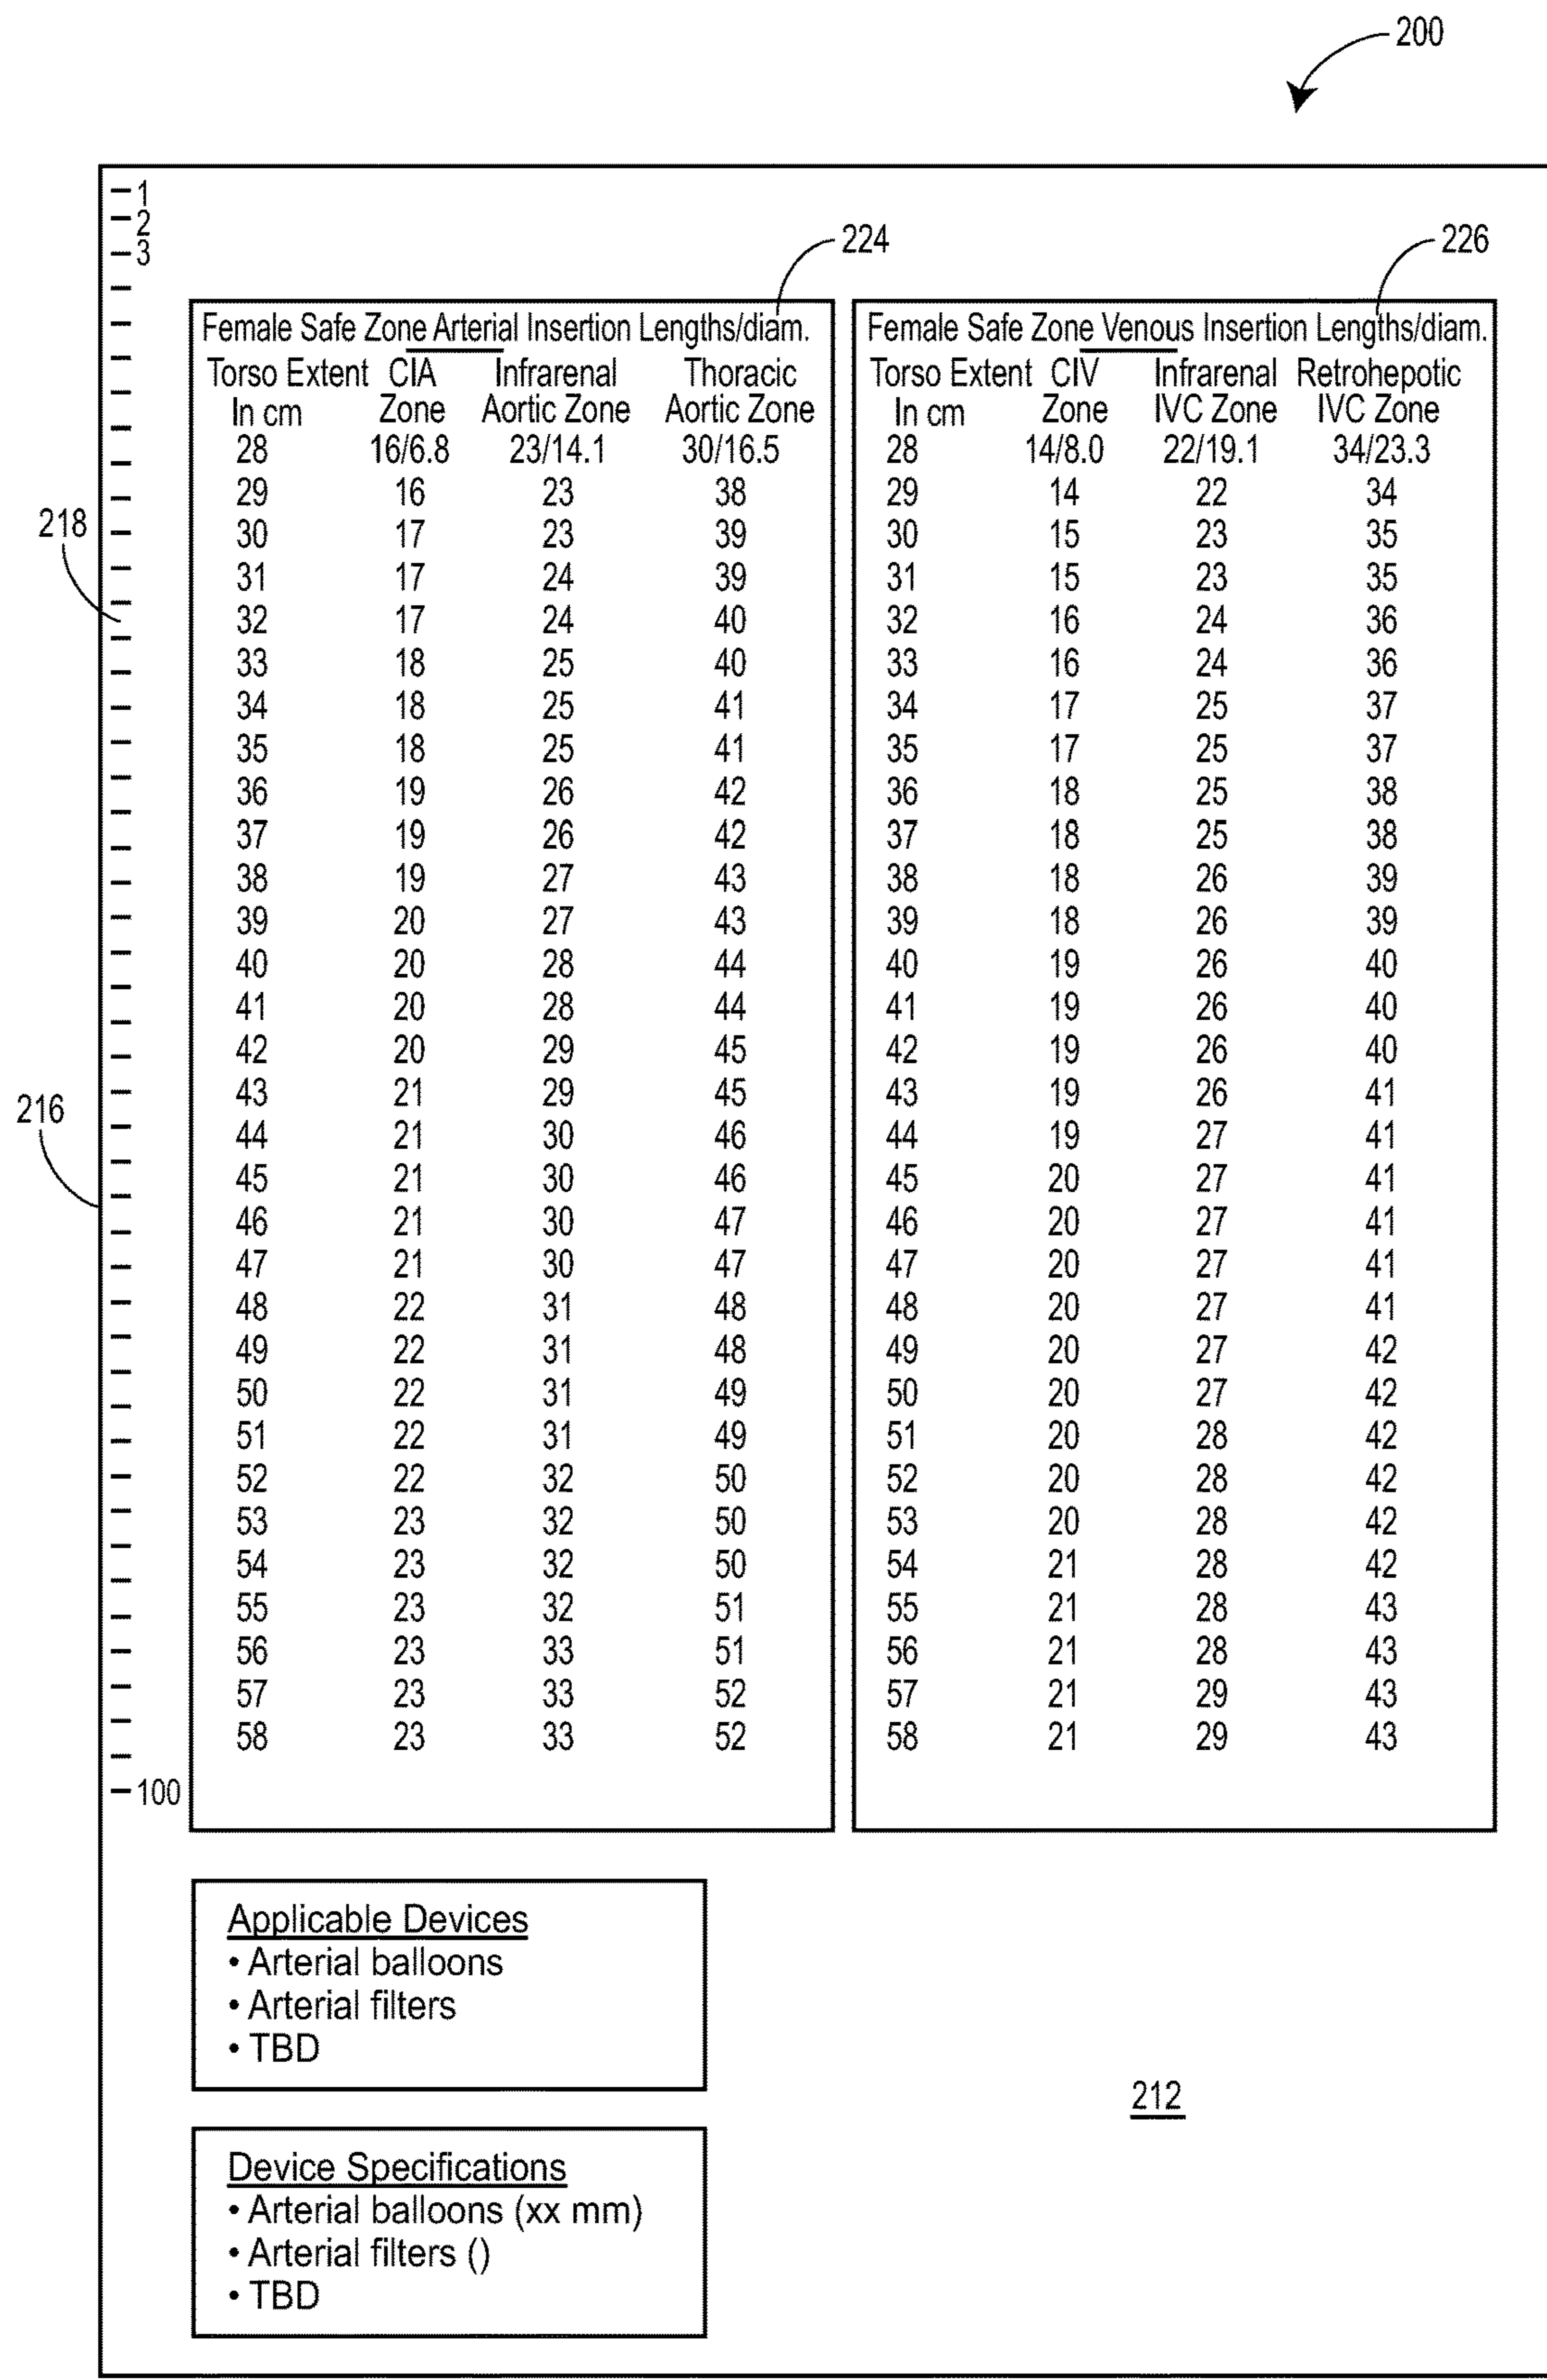 200
1
2
3
224
226
218
216
Female Safe Zone Arterial Insertion Lengths/diam.
Torso Extent CIA Infrarenal Thoracic
In cm Zone Aortic Zone Aortic Zone
28 16/6.8 23/14.1 30/16.5
29 16 23 38
30 17 23 39
31 17 24 39
32 17 24 40
33 18 25 40
34 18 25 41
35 18 25 41
36 19 26 42
37 19 26 42
38 19 27 43
39 20 27 43
40 20 28 44
41 20 28 44
42 20 29 45
43 21 29 45
44 21 30 46
45 21 30 46
46 21 30 47
47 21 30 47
48 22 31 48
49 22 31 48
50 22 31 49
51 22 31 49
52 22 32 50
53 23 32 50
54 23 32 50
55 23 32 51
56 23 33 51
57 23 33 52
58 23 33 52
Female Safe Zone Venous Insertion Lengths/diam.
Torso Extent CIV Infrarenal Retrohepotic
In cm Zone IVC Zone IVC Zone
28 14/8.0 22/19.1 34/23.3
29 14 22 34
30 15 23 35
31 15 23 35
32 16 24 36
33 16 24 36
34 17 25 37
35 17 25 37
36 18 25 38
37 18 25 38
38 18 26 39
39 18 26 39
40 19 26 40
41 19 26 40
42 19 26 40
43 19 26 41
44 19 27 41
45 20 27 41
46 20 27 41
47 20 27 41
48 20 27 41
49 20 27 42
50 20 27 42
51 20 28 42
52 20 28 42
53 20 28 42
54 21 28 42
55 21 28 43
56 21 28 43
57 21 29 43
58 21 29 43
100
Applicable Devices
• Arterial balloons
• Arterial filters
• TBD
212
Device Specifications
• Arterial balloons (xx mm)
• Arterial filters ()
• TBD